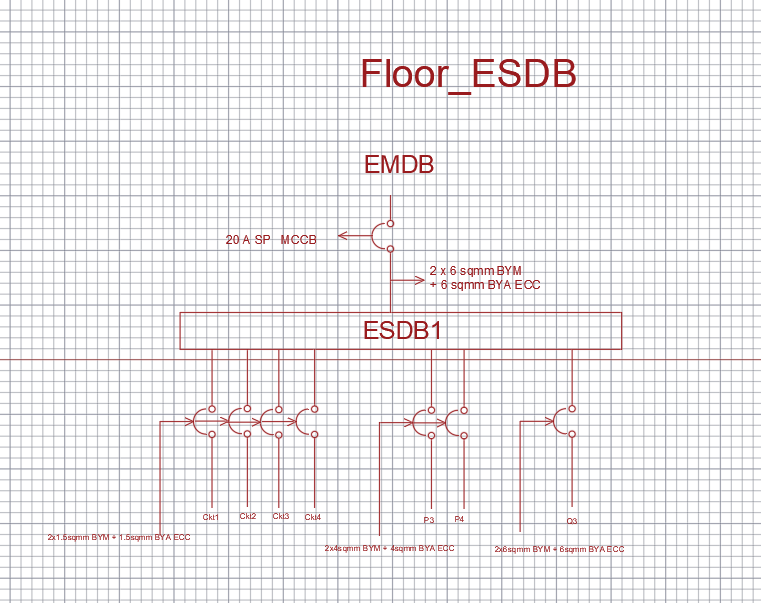 Floor_ESDB
EMDB
20 A SP MCCB
2 x 6 sqmm BYM
+ 6 sqmm BYA ECC
ESDB1
Ckt1 Ckt2 Ckt3 Ckt4 P3 P4 Q3
2x1.5sqmm BYM + 1.5sqmm BYA ECC
2x4sqmm BYM + 4sqmm BYA ECC
2x6sqmm BYM + 6sqmm BYA ECC